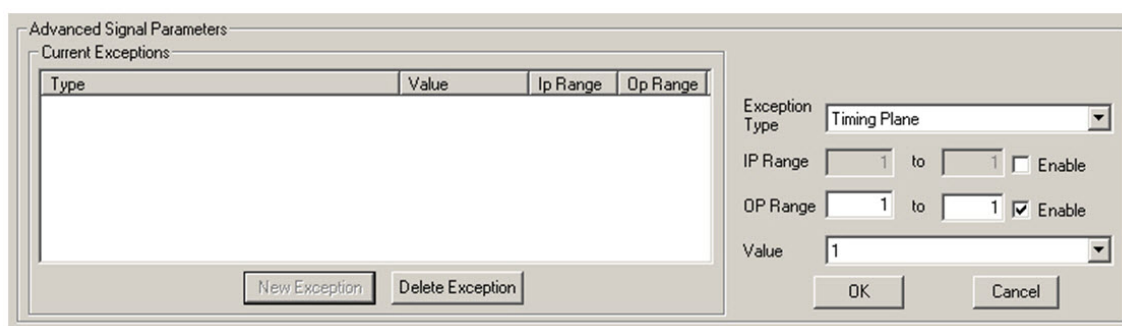 Advanced Signal Parameters
Current Exceptions
Type Value Ip Range Op Range
New Exception Delete Exception
Exception Type Timing Plane
IP Range 1 to 1 Enable
OP Range 1 to 1 Enable
Value 1
OK Cancel